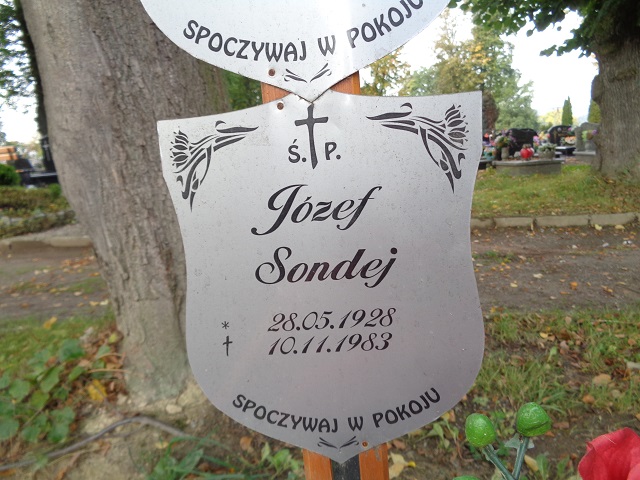 SPOCZYWAJ W POKOJU
Ś. P.
Józef
Sondej
* 28.05.1928
† 10.11.1983
SPOCZYWAJ W POKOJU